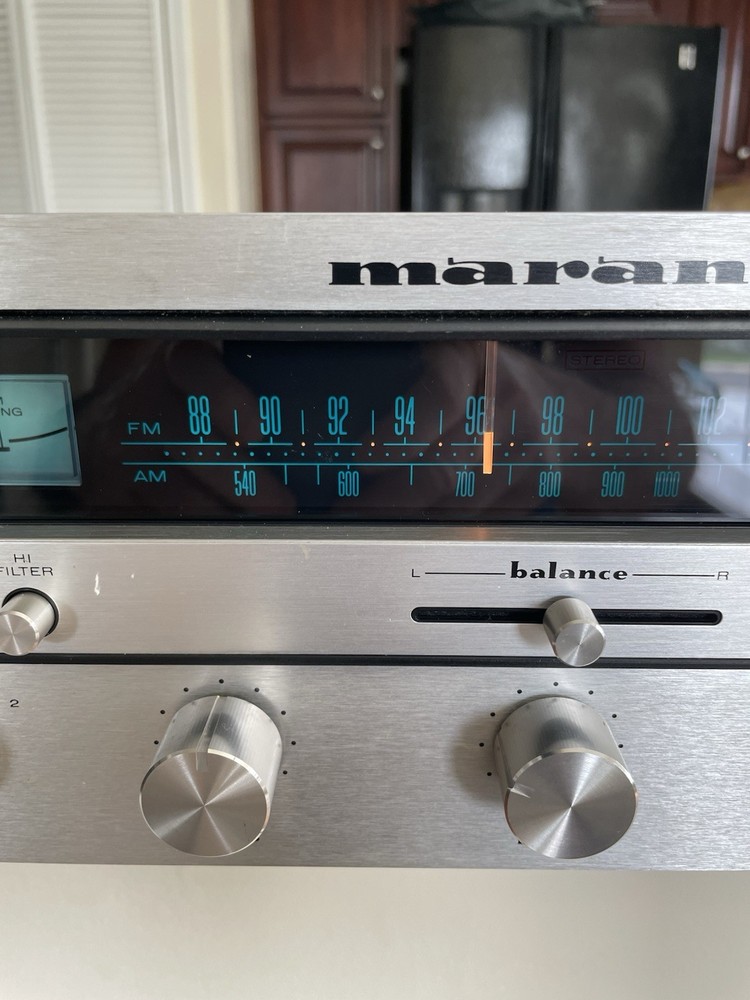 maran
STEREO
NG
88 90 92 94 96 98 100 102
FM
AM
540 600 700 800 900 1000
HI
FILTER
L balance R
2